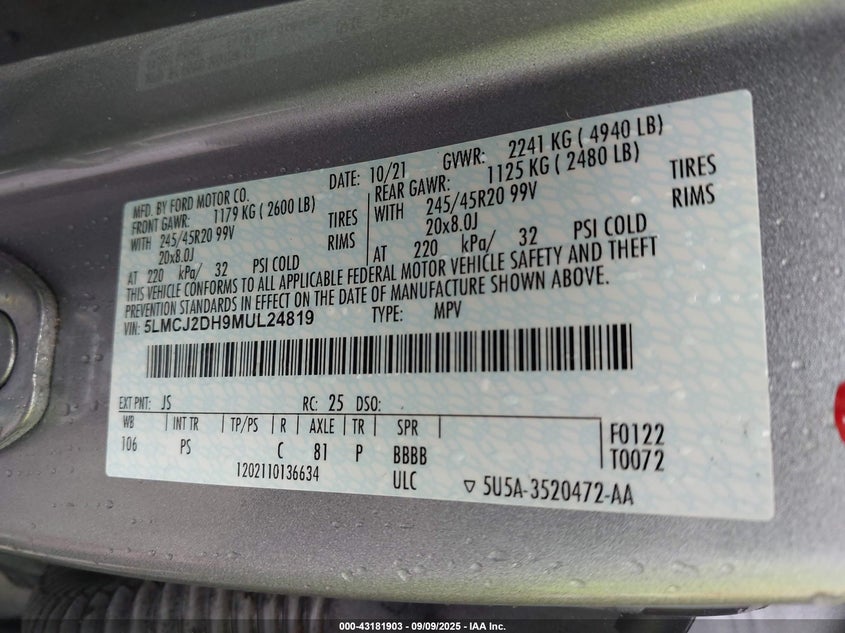 MFD. BY FORD MOTOR CO.
DATE: 10/21 GVWR: 2241 KG ( 4940 LB)
FRONT GAWR: 1179 KG ( 2600 LB)
WITH 245/45R20 99V TIRES
20x8.0J RIMS
AT 220 kPa/ 32 PSI COLD
REAR GAWR: 1125 KG ( 2480 LB)
WITH 245/45R20 99V TIRES
20x8.0J RIMS
AT 220 kPa/ 32 PSI COLD
THIS VEHICLE CONFORMS TO ALL APPLICABLE FEDERAL MOTOR VEHICLE SAFETY AND THEFT
PREVENTION STANDARDS IN EFFECT ON THE DATE OF MANUFACTURE SHOWN ABOVE.
VIN: 5LMCJ2DH9MUL24819 TYPE: MPV
EXT PNT: JS RC: 25 DSO:
WB INT TR TP/PS R AXLE TR SPR
106 PS C 81 P BBBB
F0122
T0072
1202110136634 ULC
▽ 5U5A-3520472-AA
000-43181903 - 09/09/2025 - IAA Inc.